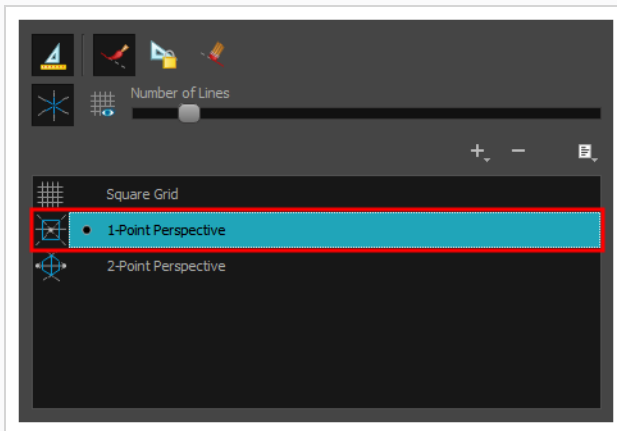 Number of Lines
Square Grid
1-Point Perspective
2-Point Perspective